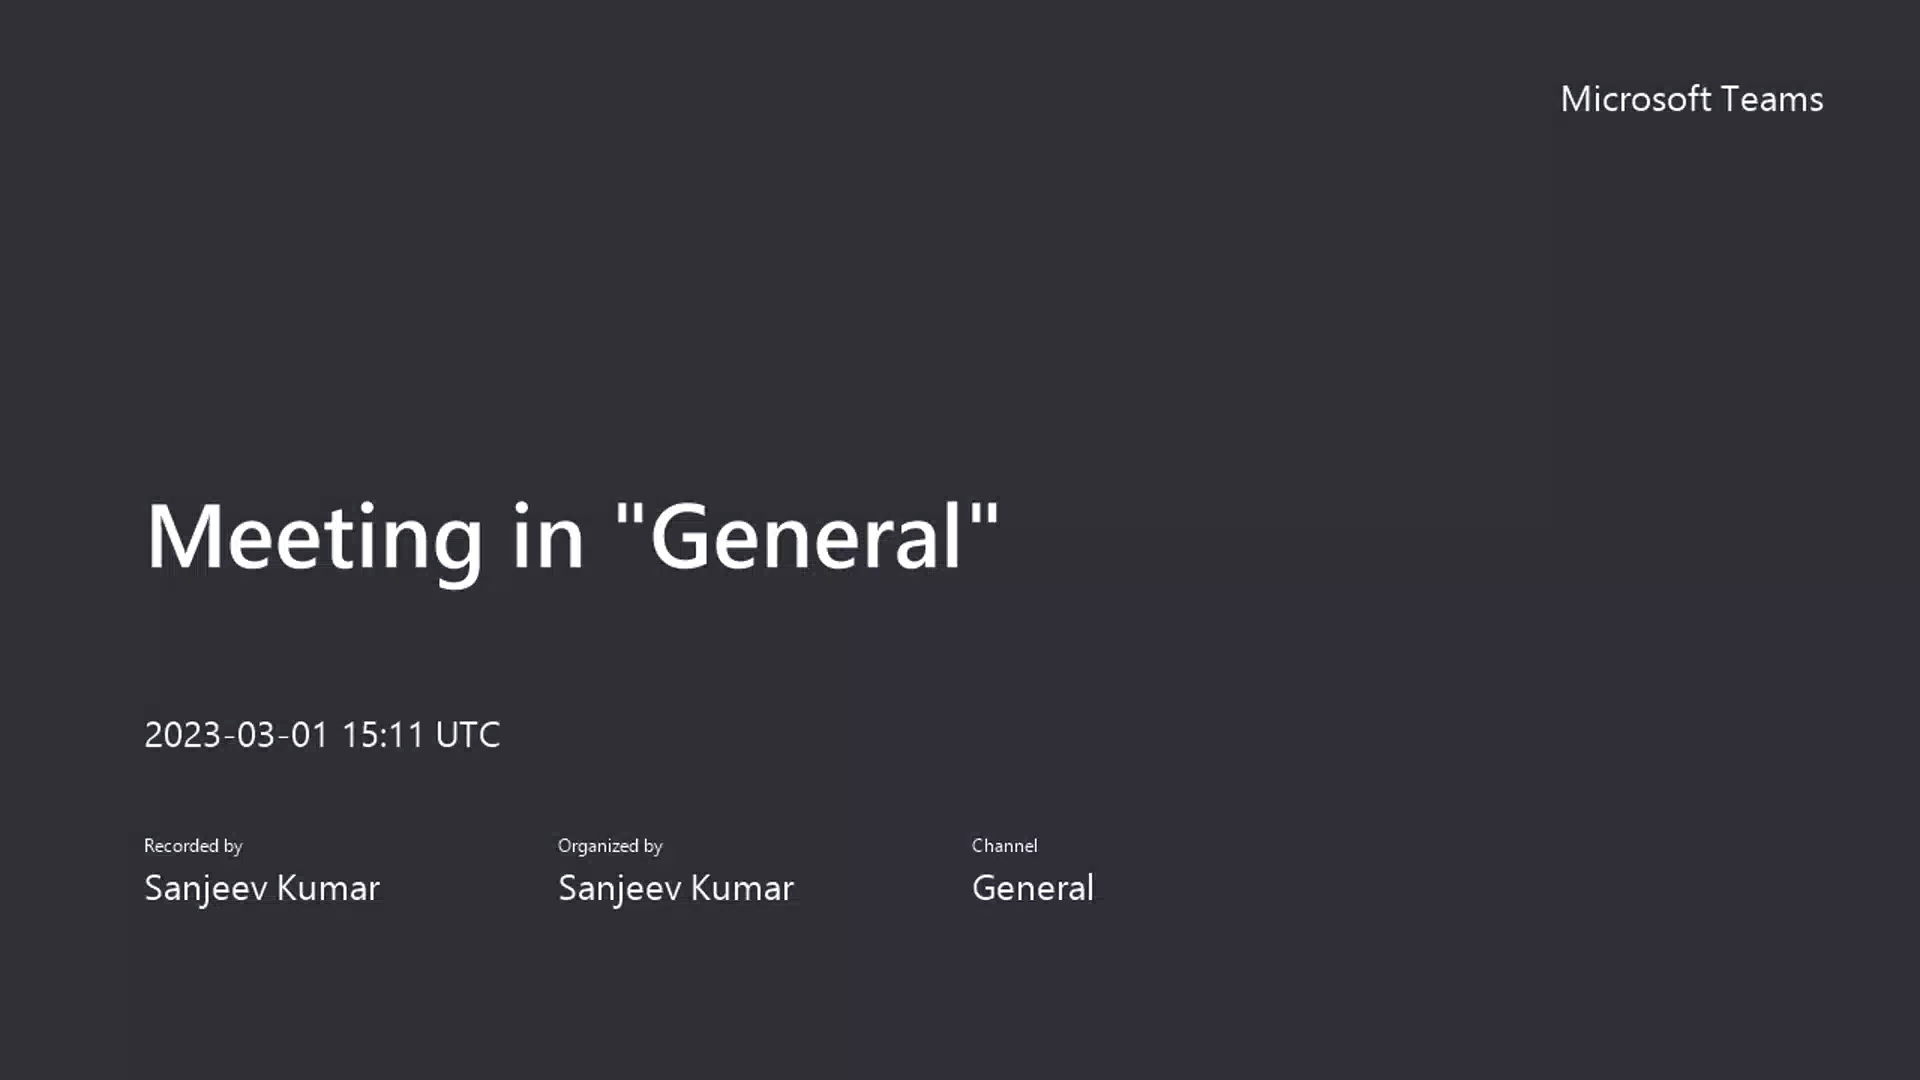 Microsoft Teams
Meeting in "General"
2023-03-01 15:11 UTC
Recorded by
Sanjeev Kumar
Organized by
Sanjeev Kumar
Channel
General